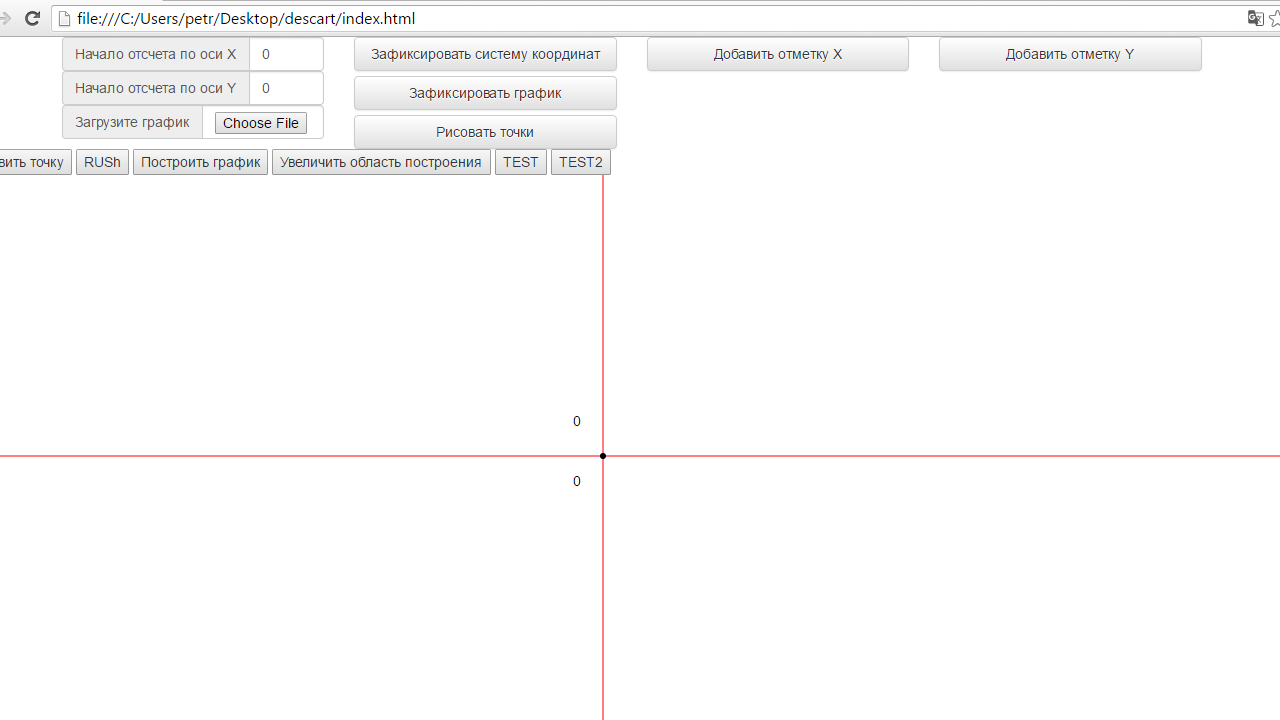 file:///C:/Users/petr/Desktop/descart/index.html
Начало отсчета по оси X 0 Зафиксировать систему координат Добавить отметку X Добавить отметку Y
Начало отсчета по оси Y 0 Зафиксировать график
Загрузите график Choose File Рисовать точки
вить точку RUSh Построить график Увеличить область построения TEST TEST2
0
0